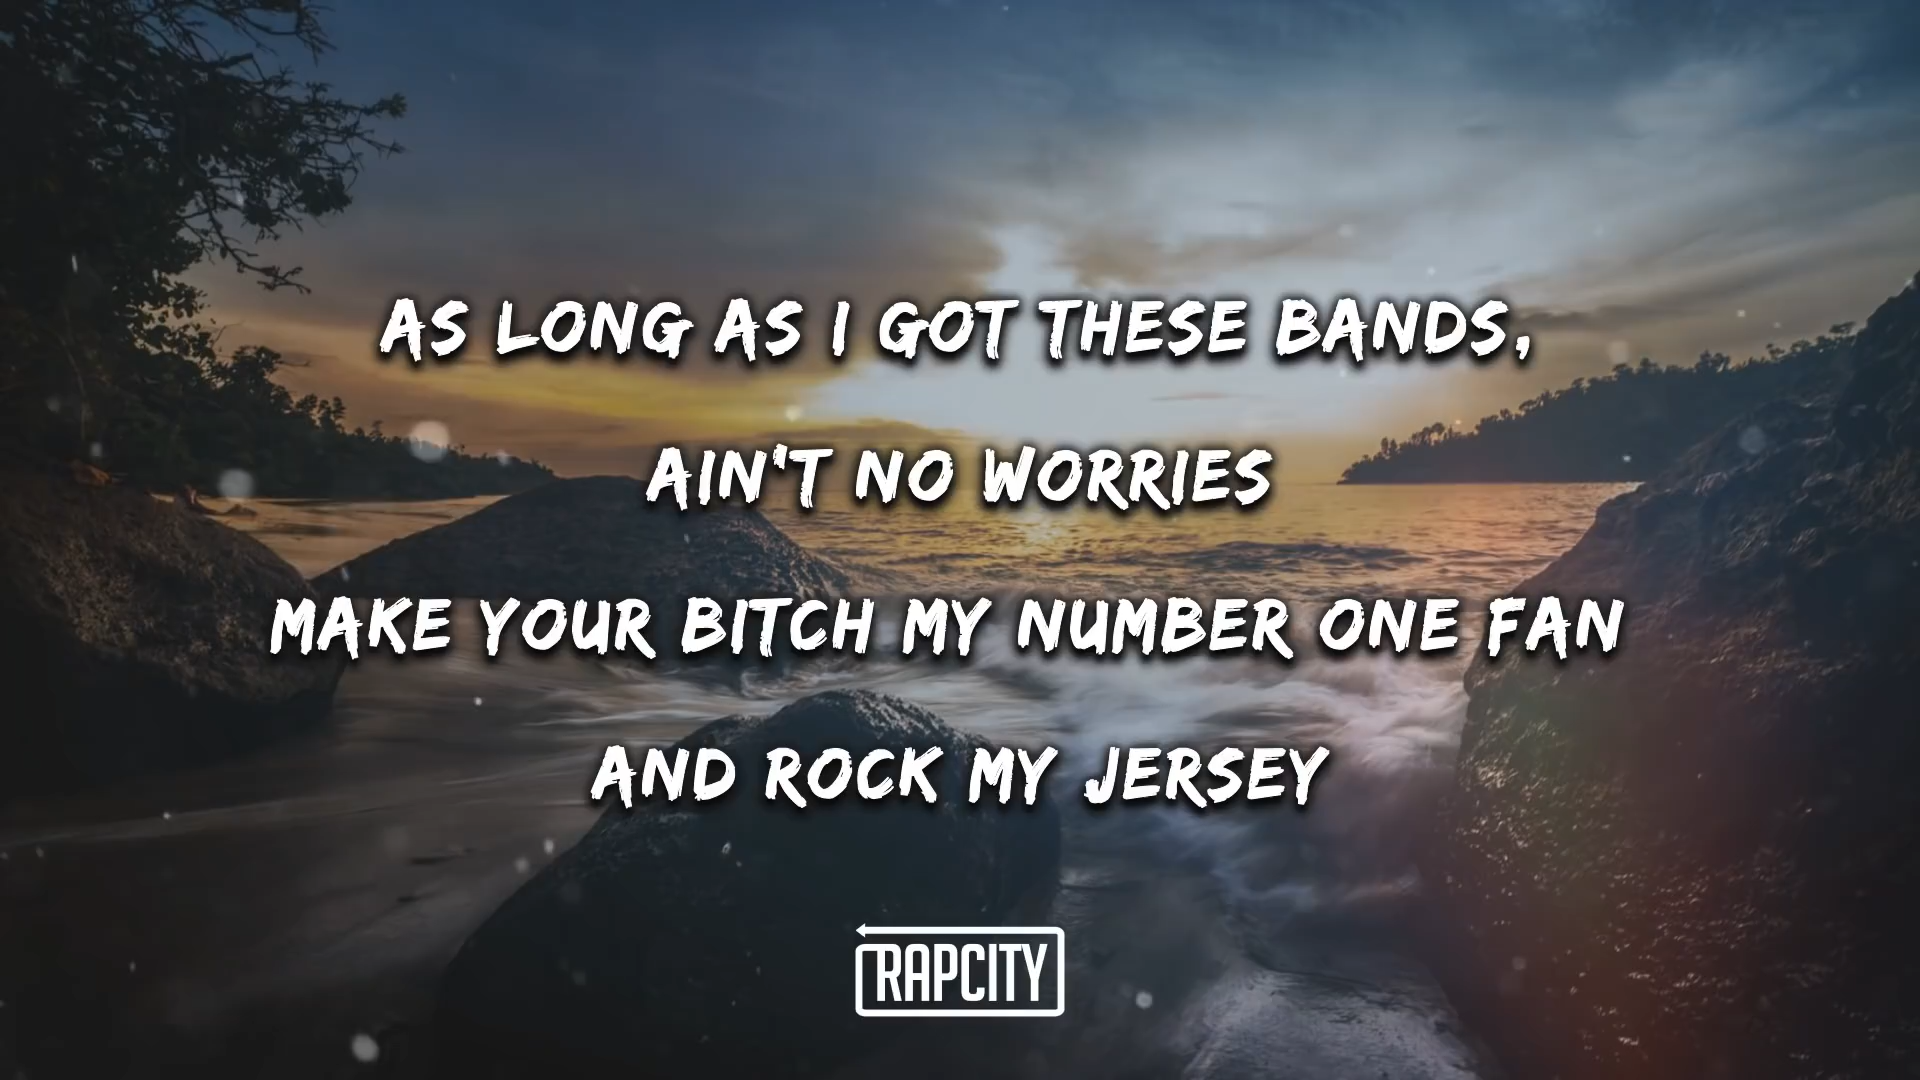 AS LONG AS I GOT THESE BANDS,
AIN'T NO WORRIES
MAKE YOUR BITCH MY NUMBER ONE FAN
AND ROCK MY JERSEY
RAPCITY